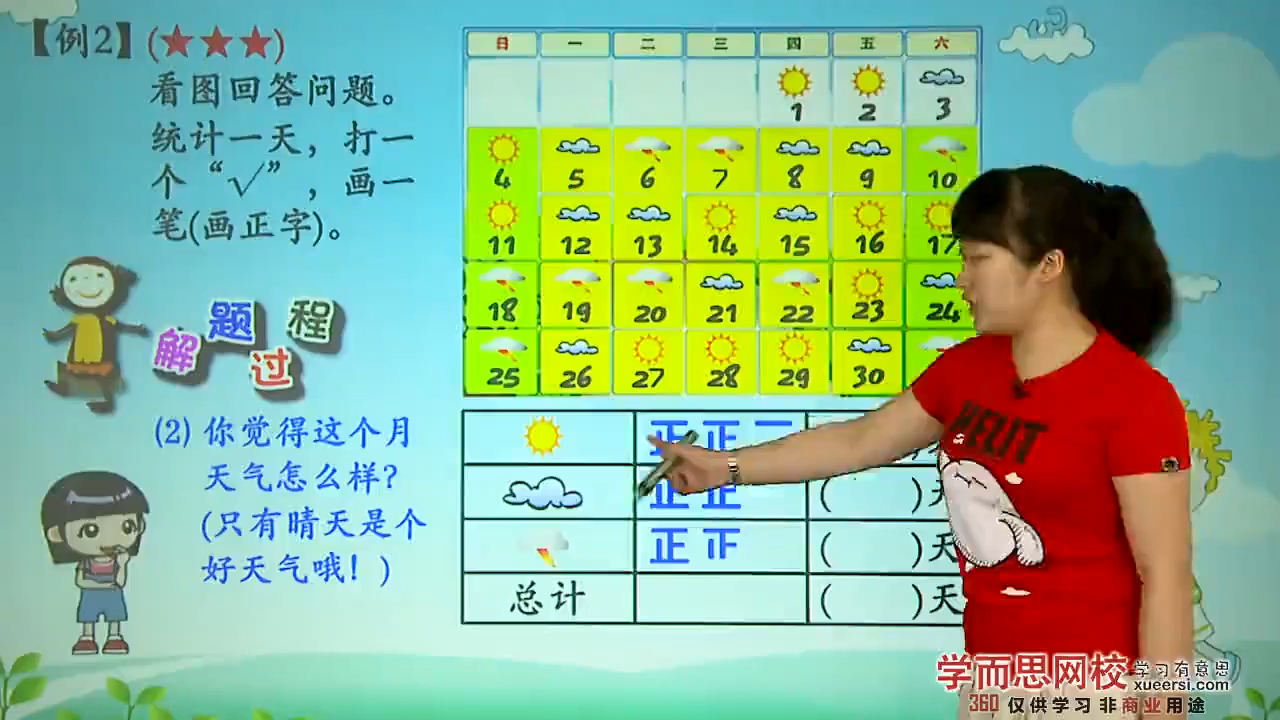 【例2】(★★★)
看图回答问题。
统计一天，打一
个“√”，画一
笔(画正字)。
解题过程
(2) 你觉得这个月
天气怎么样?
(只有晴天是个
好天气哦！)
日 一 二 三 四 五 六
1 2 3
4 5 6 7 8 9 10
11 12 13 14 15 16 17
18 19 20 21 22 23 24
25 26 27 28 29 30
正 正 一
正 正
( )天
正
( )天
总计
( )天
学而思网校 学习有意思
xueersi.com
360 仅供学习 非商业用途